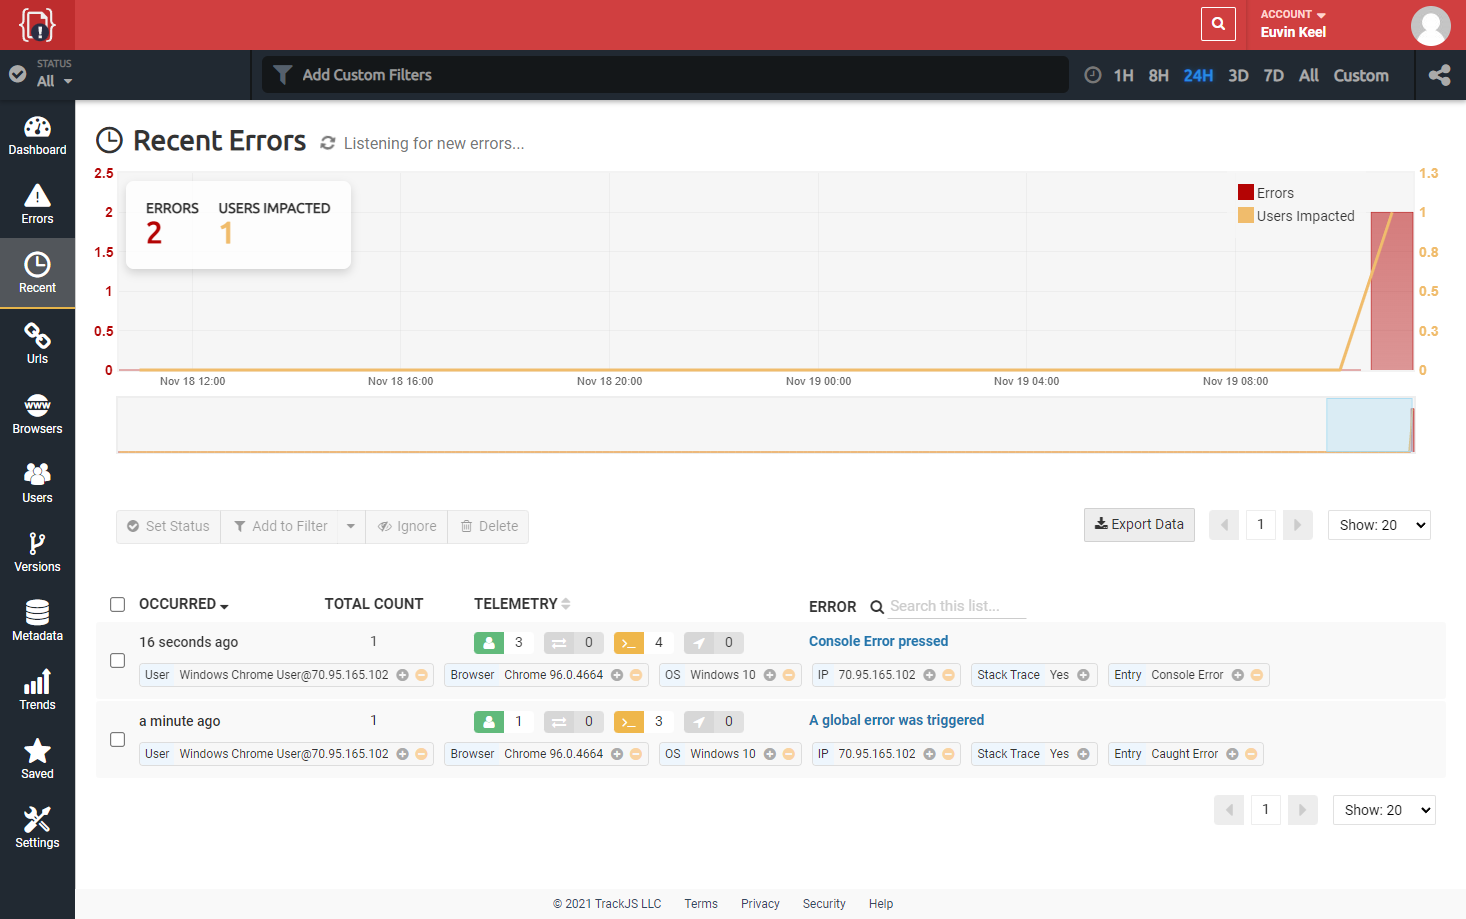 ACCOUNT
Euvin Keel
STATUS
All
Add Custom Filters
1H 8H 24H 3D 7D All Custom
Dashboard
Errors
Recent
Urls
WWW
Browsers
Users
Versions
Metadata
Trends
Saved
Settings
Recent Errors Listening for new errors...
2.5
2
1.5
1
0.5
0
ERRORS USERS IMPACTED
2 1
Errors
Users Impacted
1.3
1
0.8
0.5
0.3
0
Nov 18 12:00 Nov 18 16:00 Nov 18 20:00 Nov 19 00:00 Nov 19 04:00 Nov 19 08:00
Set Status Add to Filter Ignore Delete
Export Data 1 Show: 20
OCCURRED TOTAL COUNT TELEMETRY ERROR Search this list...
16 seconds ago 1 3 0 >_ 4 0 Console Error pressed
User Windows Chrome User@70.95.165.102 Browser Chrome 96.0.4664 OS Windows 10 IP 70.95.165.102 Stack Trace Yes Entry Console Error
a minute ago 1 1 0 >_ 3 0 A global error was triggered
User Windows Chrome User@70.95.165.102 Browser Chrome 96.0.4664 OS Windows 10 IP 70.95.165.102 Stack Trace Yes Entry Caught Error
1 Show: 20
© 2021 TrackJS LLC Terms Privacy Security Help